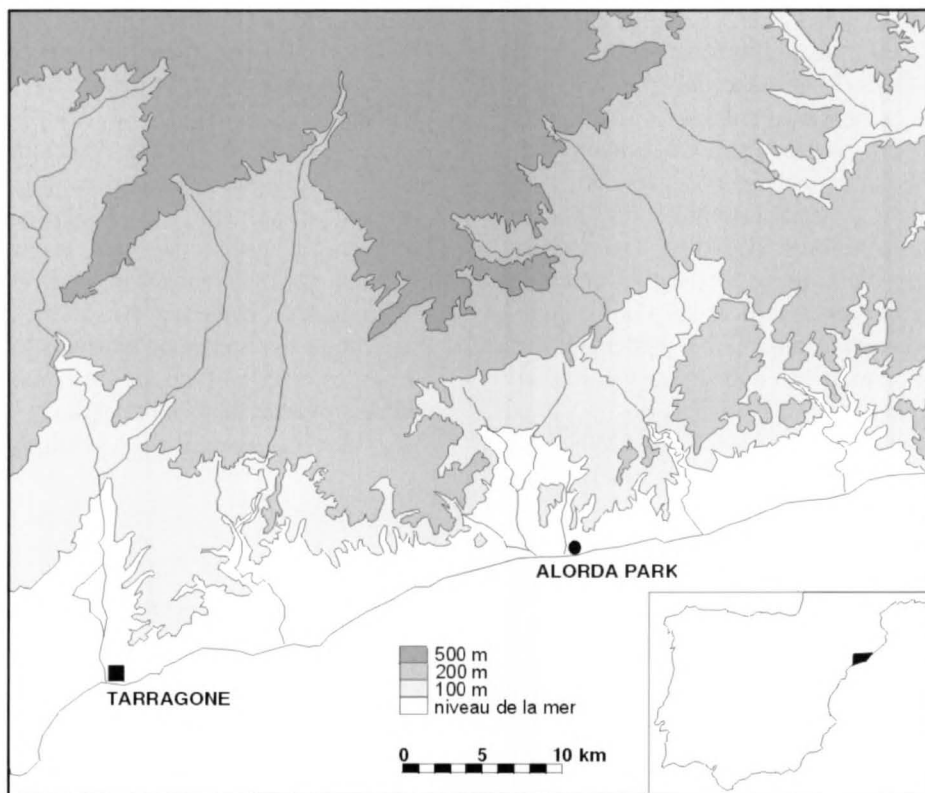 ALORDA PARK
TARRAGONE
500 m
200 m
100 m
niveau de la mer
0 5 10 km